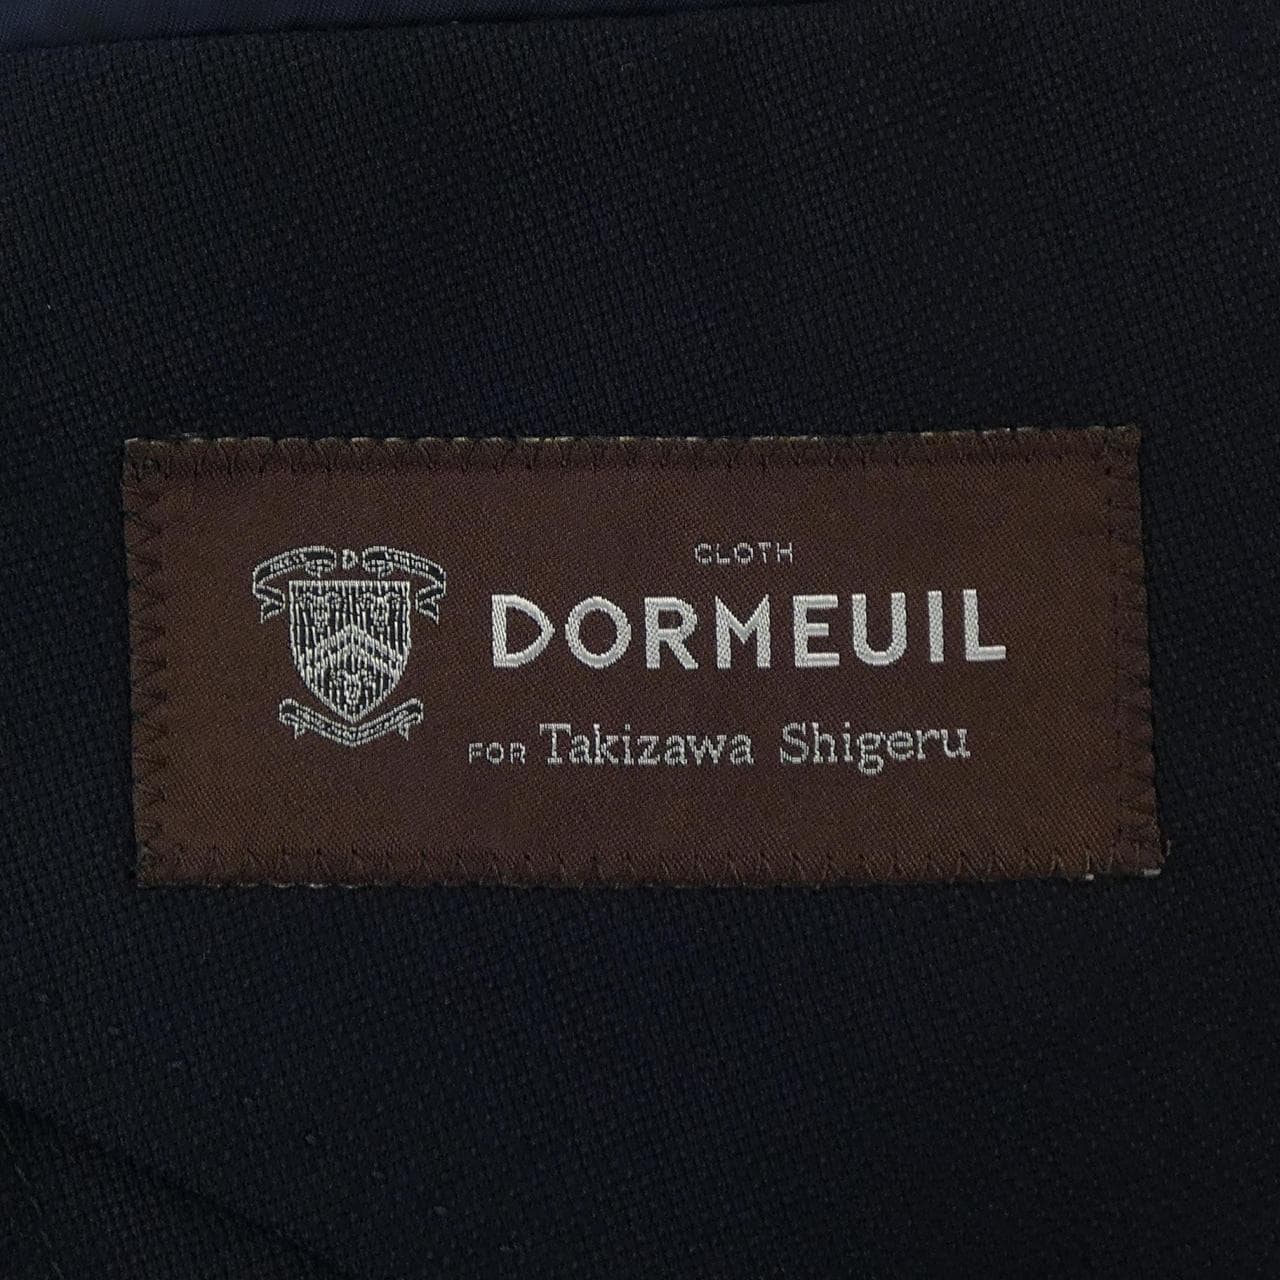 D
CLOTH
DORMEUIL
FOR Takizawa Shigeru